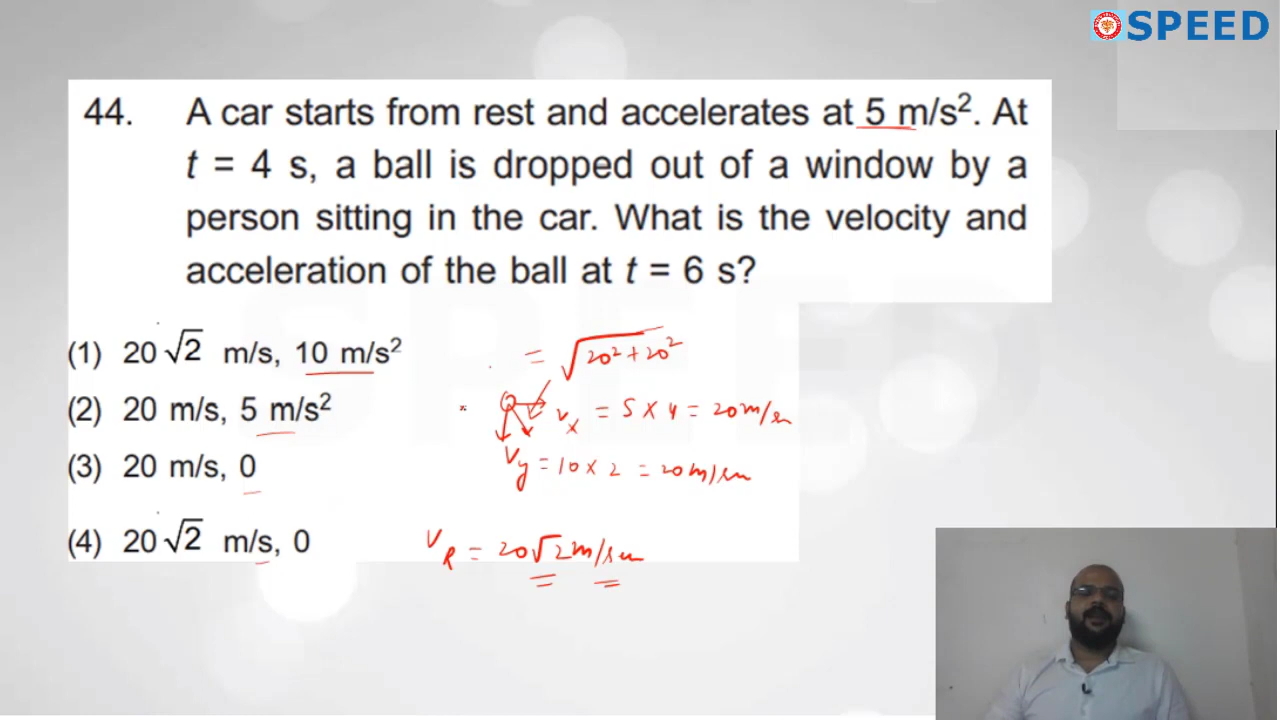 SPEED
44. A car starts from rest and accelerates at 5 m/s². At
t = 4 s, a ball is dropped out of a window by a
person sitting in the car. What is the velocity and
acceleration of the ball at t = 6 s?
(1) 20 √2 m/s, 10 m/s²
(2) 20 m/s, 5 m/s²
(3) 20 m/s, 0
(4) 20 √2 m/s, 0
= √20² + 20²
Vx = 5 × 4 = 20 m/sec
Vy = 10 × 2 = 20 m/sec
VR = 20√2 m/sec